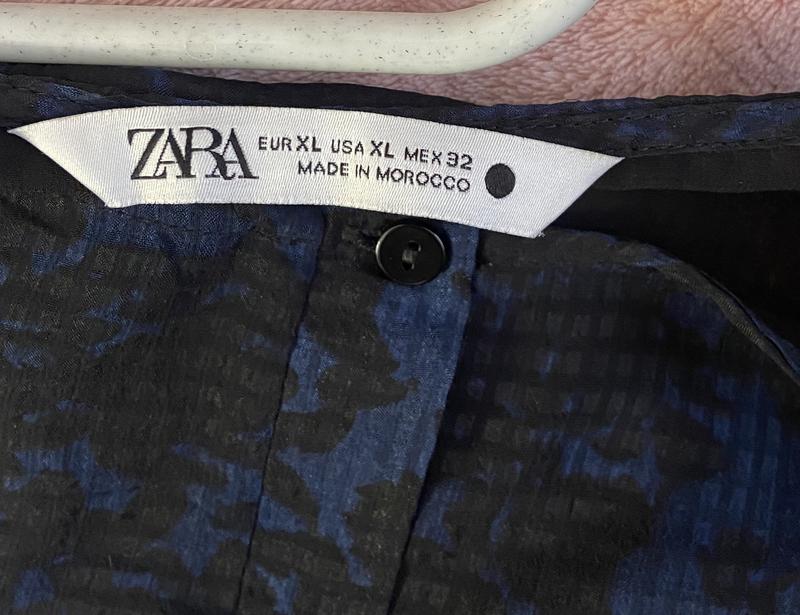 ZARA EUR XL USA XL MEX 32
MADE IN MOROCCO